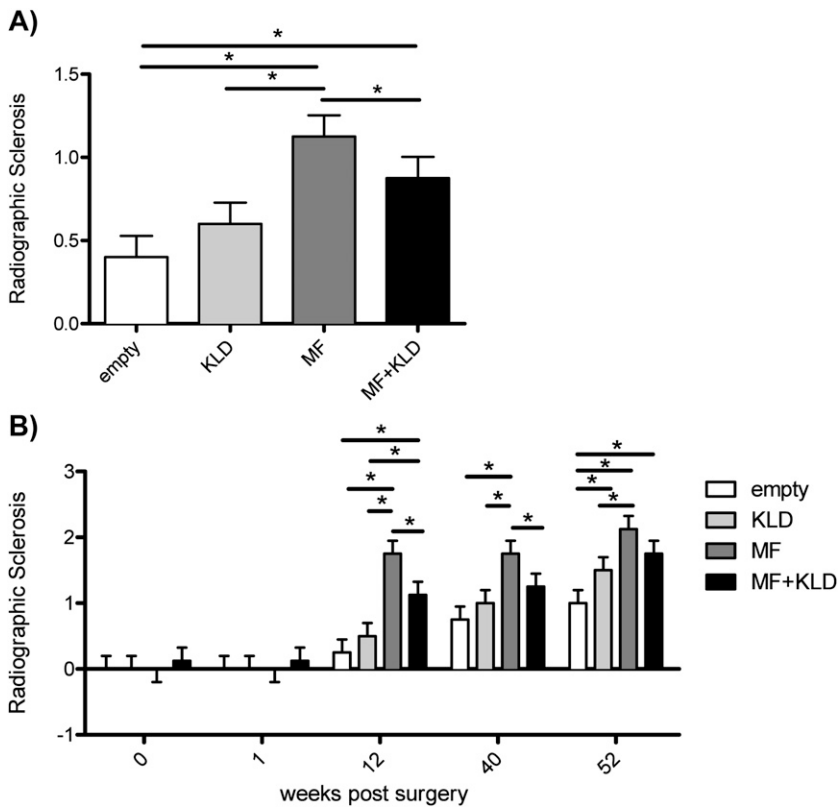 A)
*
*
*
*
Radiographic Sclerosis
1.5
1.0
0.5
0.0
empty
KLD
MF
MF+KLD
B)
*
*
*
*
*
*
*
*
*
*
*
*
Radiographic Sclerosis
3
2
1
0
-1
0
1
12
40
52
weeks post surgery
empty
KLD
MF
MF+KLD